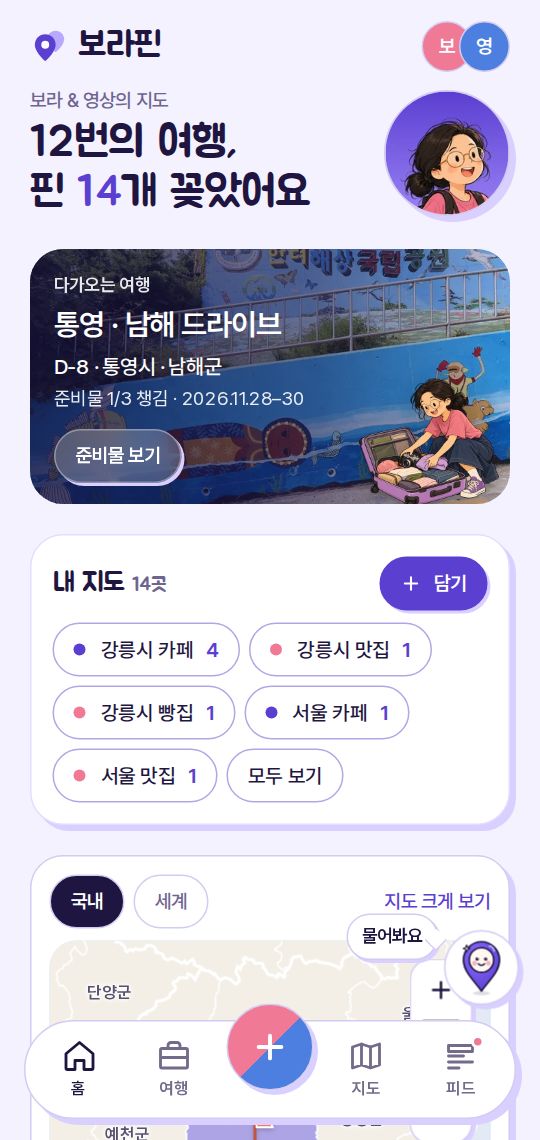 보라핀
보 영
보라 & 영상의 지도
12번의 여행,
핀 14개 꽂았어요
다가오는 여행
통영 · 남해 드라이브
D-8 · 통영시 · 남해군
준비물 1/3 챙김 · 2026.11.28–30
준비물 보기
내 지도 14곳
+ 담기
강릉시 카페 4
강릉시 맛집 1
강릉시 빵집 1
서울 카페 1
서울 맛집 1
모두 보기
국내
세계
지도 크게 보기
물어봐요
단양군
+
홈
여행
지도
피드
예천군